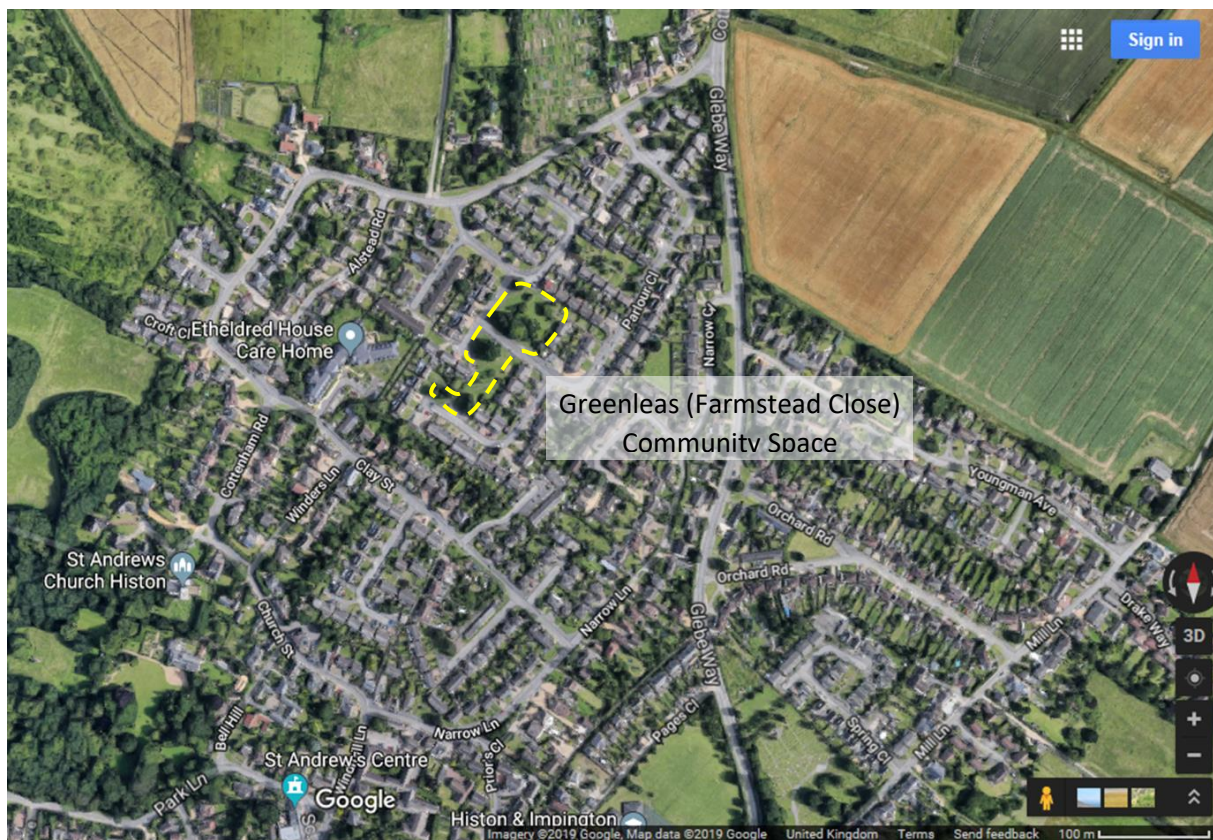 Sign in
Glebe Way
Alstead Rd
Parlour Cl
Narrow C
Croft Cl
Etheldred House
Care Home
Greenleas (Farmstead Close)
Community Space
Cottenham Rd
Winders Ln
Clay St
Youngman Ave
Orchard Rd
St Andrews
Church Histon
Orchard Rd
Church St
Narrow Ln
Glebe Way
Mill Ln
Drake Way
3D
Bell Hill
Narrow Ln
Pages Cl
Spring Cl
Mill Ln
Prior's Cl
St Andrew's Centre
Park Ln
Google
Histon & Impington
Imagery ©2019 Google, Map data ©2019 Google United Kingdom Terms Send feedback 100 m